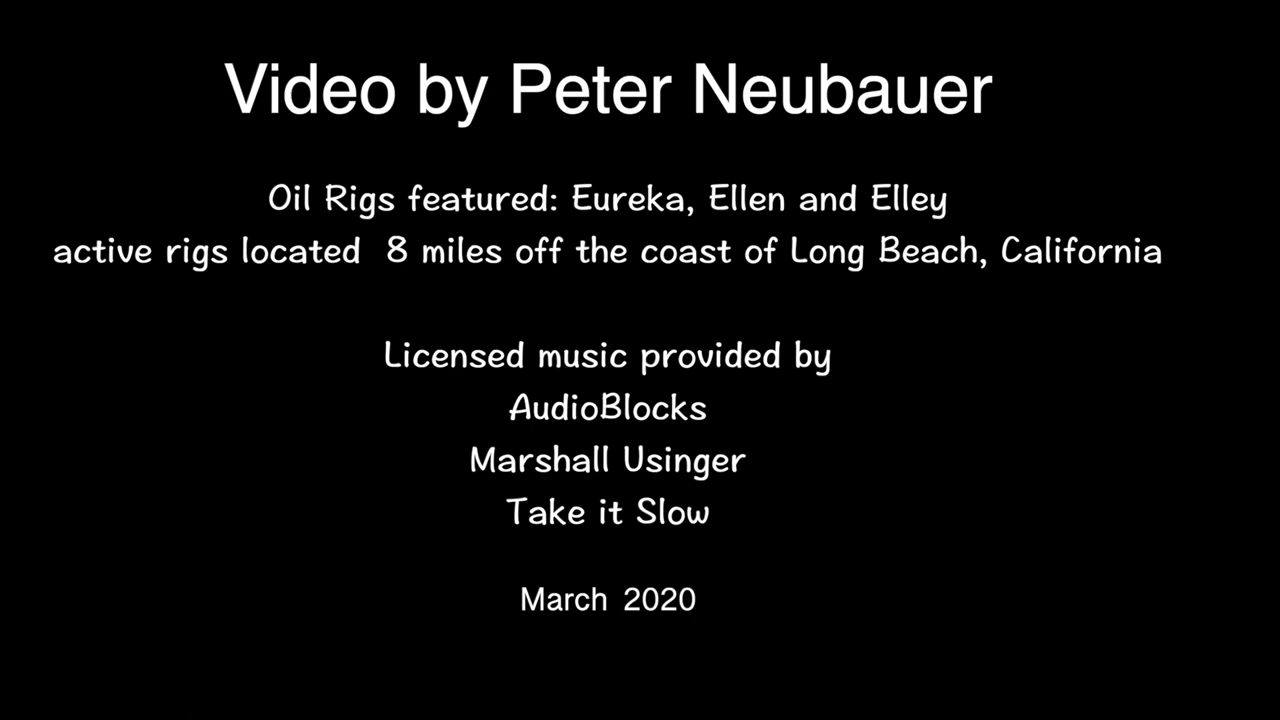 Video by Peter Neubauer
Oil Rigs featured: Eureka, Ellen and Elley
active rigs located  8 miles off the coast of Long Beach, California
Licensed music provided by
AudioBlocks
Marshall Usinger
Take it Slow
March 2020